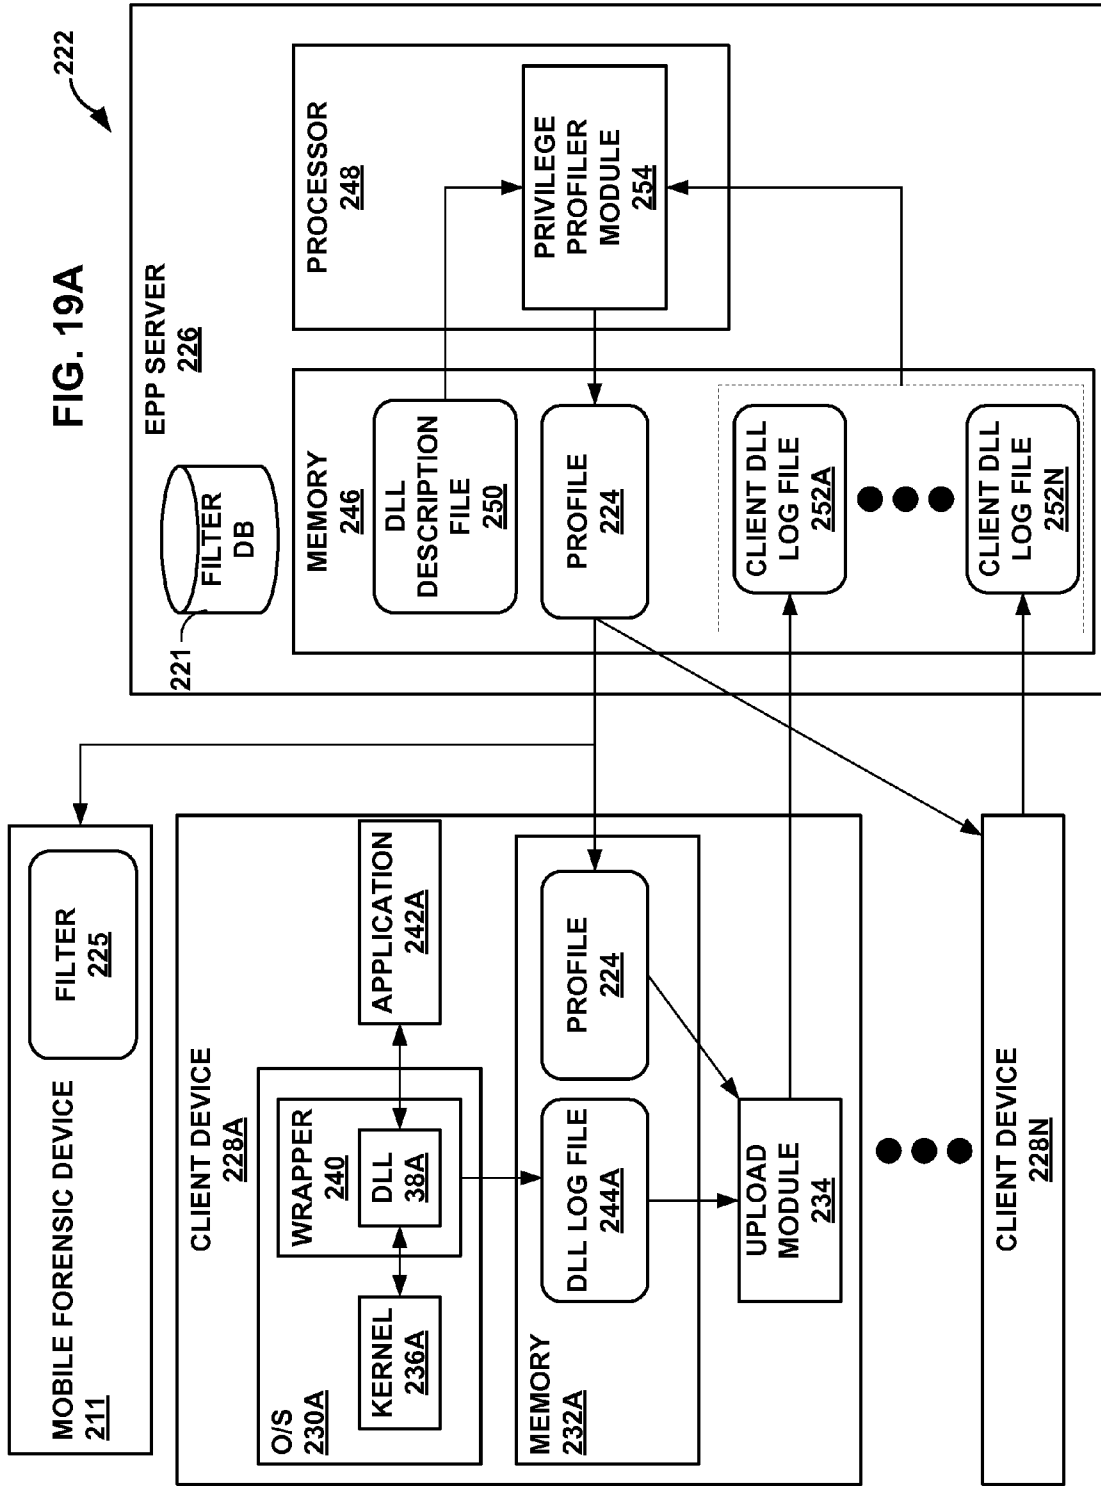 FIG. 19A
222
MOBILE FORENSIC DEVICE
211
FILTER
225
CLIENT DEVICE
228A
O/S
230A
KERNEL
236A
WRAPPER
240
DLL
38A
APPLICATION
242A
MEMORY
232A
DLL LOG FILE
244A
PROFILE
224
UPLOAD
MODULE
234
CLIENT DEVICE
228N
EPP SERVER
226
221
FILTER
DB
MEMORY
246
DLL
DESCRIPTION
FILE
250
PROFILE
224
CLIENT DLL
LOG FILE
252A
CLIENT DLL
LOG FILE
252N
PROCESSOR
248
PRIVILEGE
PROFILER
MODULE
254